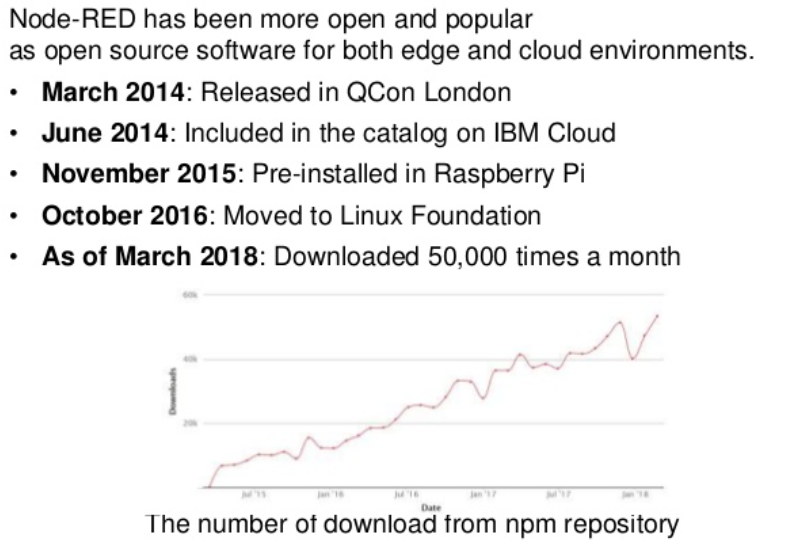 Node-RED has been more open and popular
as open source software for both edge and cloud environments.
• March 2014: Released in QCon London
• June 2014: Included in the catalog on IBM Cloud
• November 2015: Pre-installed in Raspberry Pi
• October 2016: Moved to Linux Foundation
• As of March 2018: Downloaded 50,000 times a month
60k
40k
20k
Downloads
Jul '15 Jan '16 Jul '16 Jan '17 Jul '17 Jan '18
Date
The number of download from npm repository